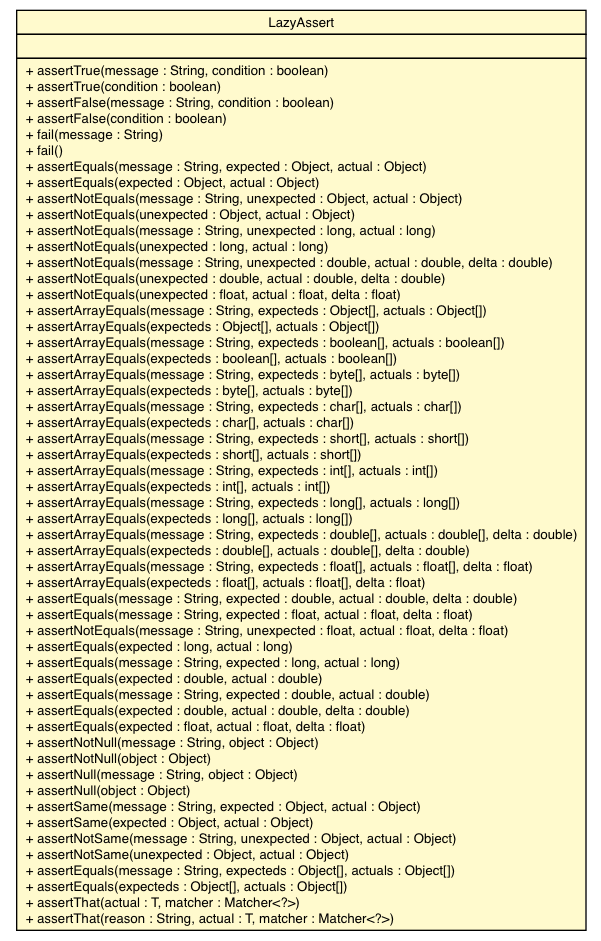 LazyAssert
+ assertTrue(message : String, condition : boolean)
+ assertTrue(condition : boolean)
+ assertFalse(message : String, condition : boolean)
+ assertFalse(condition : boolean)
+ fail(message : String)
+ fail()
+ assertEquals(message : String, expected : Object, actual : Object)
+ assertEquals(expected : Object, actual : Object)
+ assertNotEquals(message : String, unexpected : Object, actual : Object)
+ assertNotEquals(unexpected : Object, actual : Object)
+ assertNotEquals(message : String, unexpected : long, actual : long)
+ assertNotEquals(unexpected : long, actual : long)
+ assertNotEquals(message : String, unexpected : double, actual : double, delta : double)
+ assertNotEquals(unexpected : double, actual : double, delta : double)
+ assertNotEquals(unexpected : float, actual : float, delta : float)
+ assertArrayEquals(message : String, expecteds : Object[], actuals : Object[])
+ assertArrayEquals(expecteds : Object[], actuals : Object[])
+ assertArrayEquals(message : String, expecteds : boolean[], actuals : boolean[])
+ assertArrayEquals(expecteds : boolean[], actuals : boolean[])
+ assertArrayEquals(message : String, expecteds : byte[], actuals : byte[])
+ assertArrayEquals(expecteds : byte[], actuals : byte[])
+ assertArrayEquals(message : String, expecteds : char[], actuals : char[])
+ assertArrayEquals(expecteds : char[], actuals : char[])
+ assertArrayEquals(message : String, expecteds : short[], actuals : short[])
+ assertArrayEquals(expecteds : short[], actuals : short[])
+ assertArrayEquals(message : String, expecteds : int[], actuals : int[])
+ assertArrayEquals(expecteds : int[], actuals : int[])
+ assertArrayEquals(message : String, expecteds : long[], actuals : long[])
+ assertArrayEquals(expecteds : long[], actuals : long[])
+ assertArrayEquals(message : String, expecteds : double[], actuals : double[], delta : double)
+ assertArrayEquals(expecteds : double[], actuals : double[], delta : double)
+ assertArrayEquals(message : String, expecteds : float[], actuals : float[], delta : float)
+ assertArrayEquals(expecteds : float[], actuals : float[], delta : float)
+ assertEquals(message : String, expected : double, actual : double, delta : double)
+ assertEquals(message : String, expected : float, actual : float, delta : float)
+ assertNotEquals(message : String, unexpected : float, actual : float, delta : float)
+ assertEquals(expected : long, actual : long)
+ assertEquals(message : String, expected : long, actual : long)
+ assertEquals(expected : double, actual : double)
+ assertEquals(message : String, expected : double, actual : double)
+ assertEquals(expected : double, actual : double, delta : double)
+ assertEquals(expected : float, actual : float, delta : float)
+ assertNotNull(message : String, object : Object)
+ assertNotNull(object : Object)
+ assertNull(message : String, object : Object)
+ assertNull(object : Object)
+ assertSame(message : String, expected : Object, actual : Object)
+ assertSame(expected : Object, actual : Object)
+ assertNotSame(message : String, unexpected : Object, actual : Object)
+ assertNotSame(unexpected : Object, actual : Object)
+ assertEquals(message : String, expecteds : Object[], actuals : Object[])
+ assertEquals(expecteds : Object[], actuals : Object[])
+ assertThat(actual : T, matcher : Matcher<?>)
+ assertThat(reason : String, actual : T, matcher : Matcher<?>)